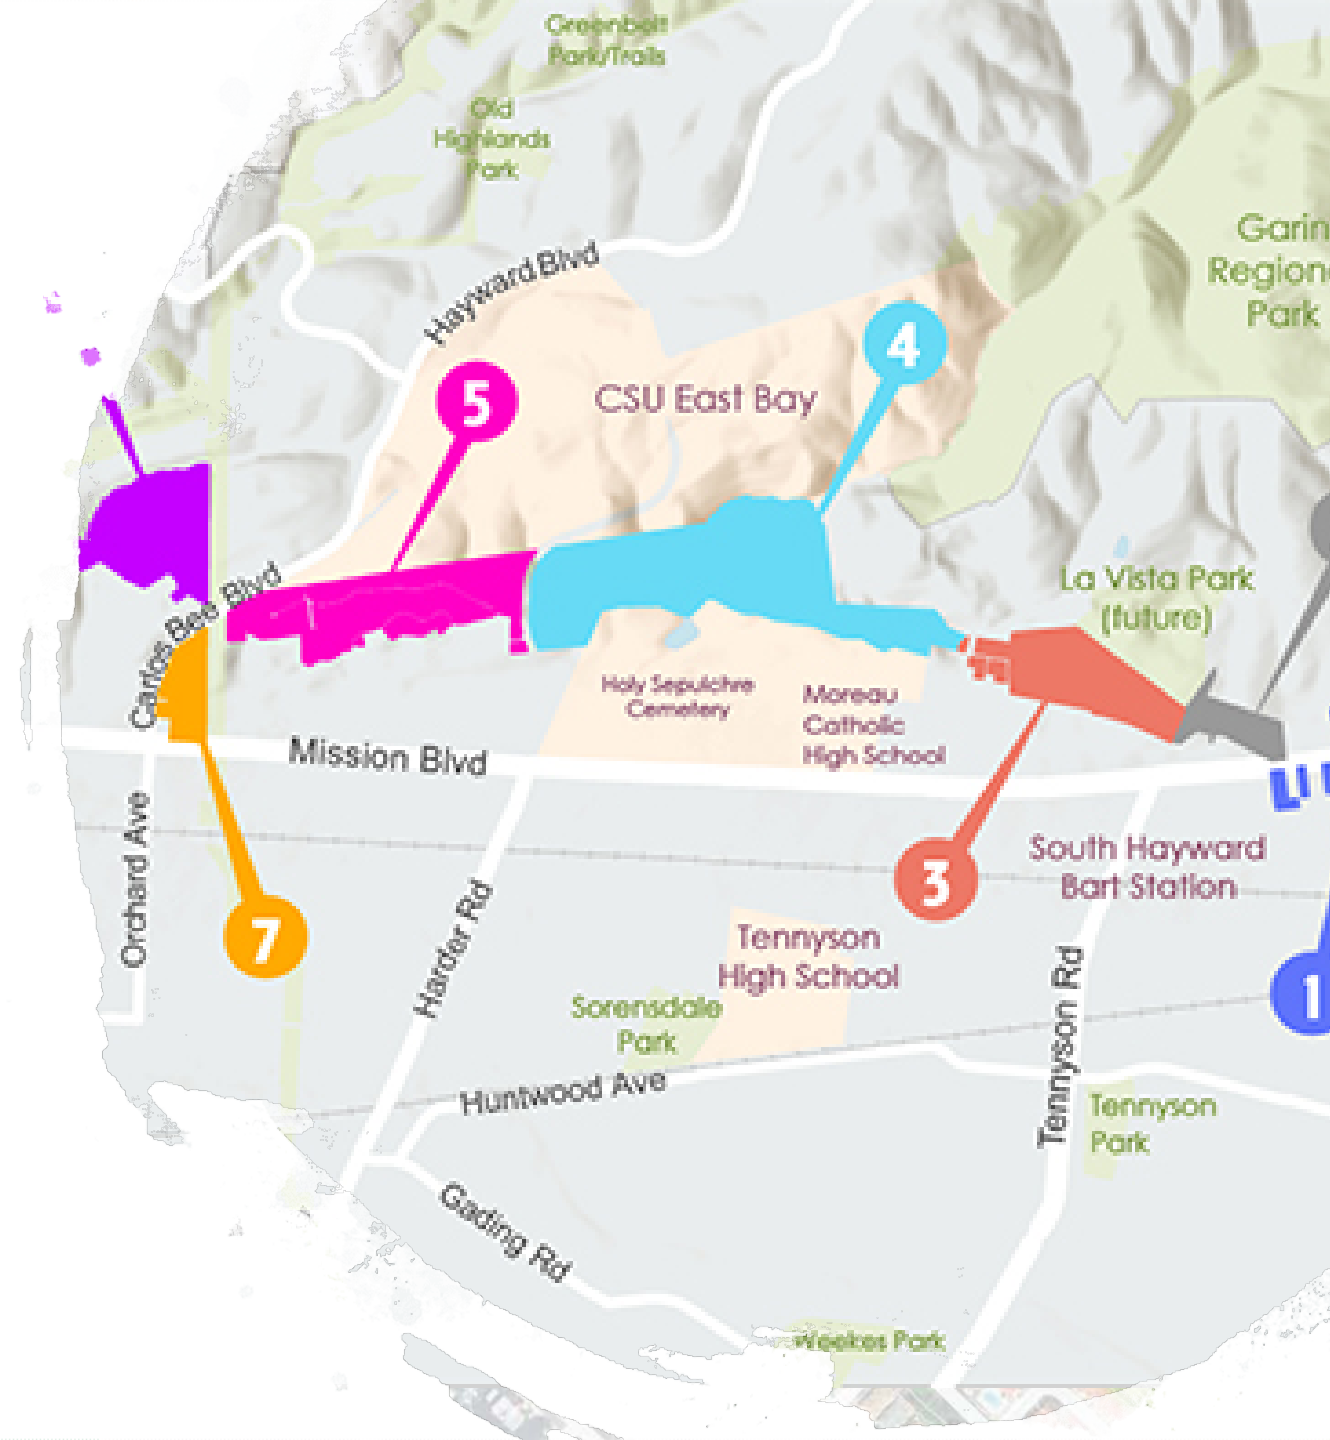 Greenbelt
Park/Trails
Old
Highlands
Park
Garin
Regiona
Park
Hayward Blvd
4
5
CSU East Bay
La Vista Park
(future)
Carlos Bee Blvd
Holy Sepulchre
Cemetery
Moreau
Catholic
High School
Mission Blvd
Orchard Ave
3
South Hayward
Bart Station
7
Harder Rd
Tennyson
High School
1
Sorensdale
Park
Tennyson Rd
Huntwood Ave
Tennyson
Park
Gading Rd
Weekes Park